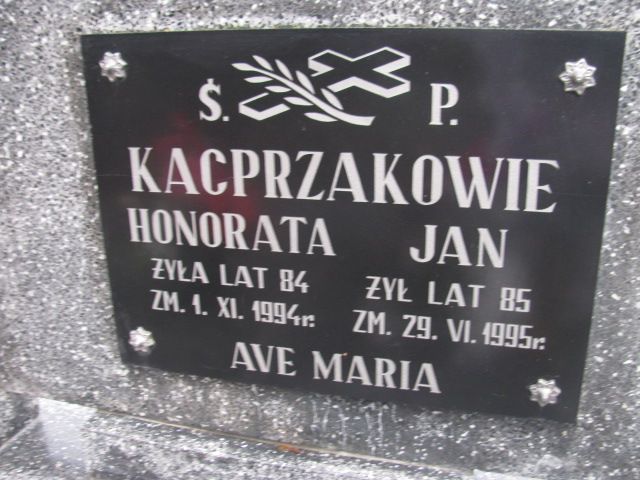 Ś. P.
KACPRZAKOWIE
HONORATA JAN
ŻYŁA LAT 84 ŻYŁ LAT 85
ZM. 1. XI. 1994r. ZM. 29. VI. 1995r.
AVE MARIA